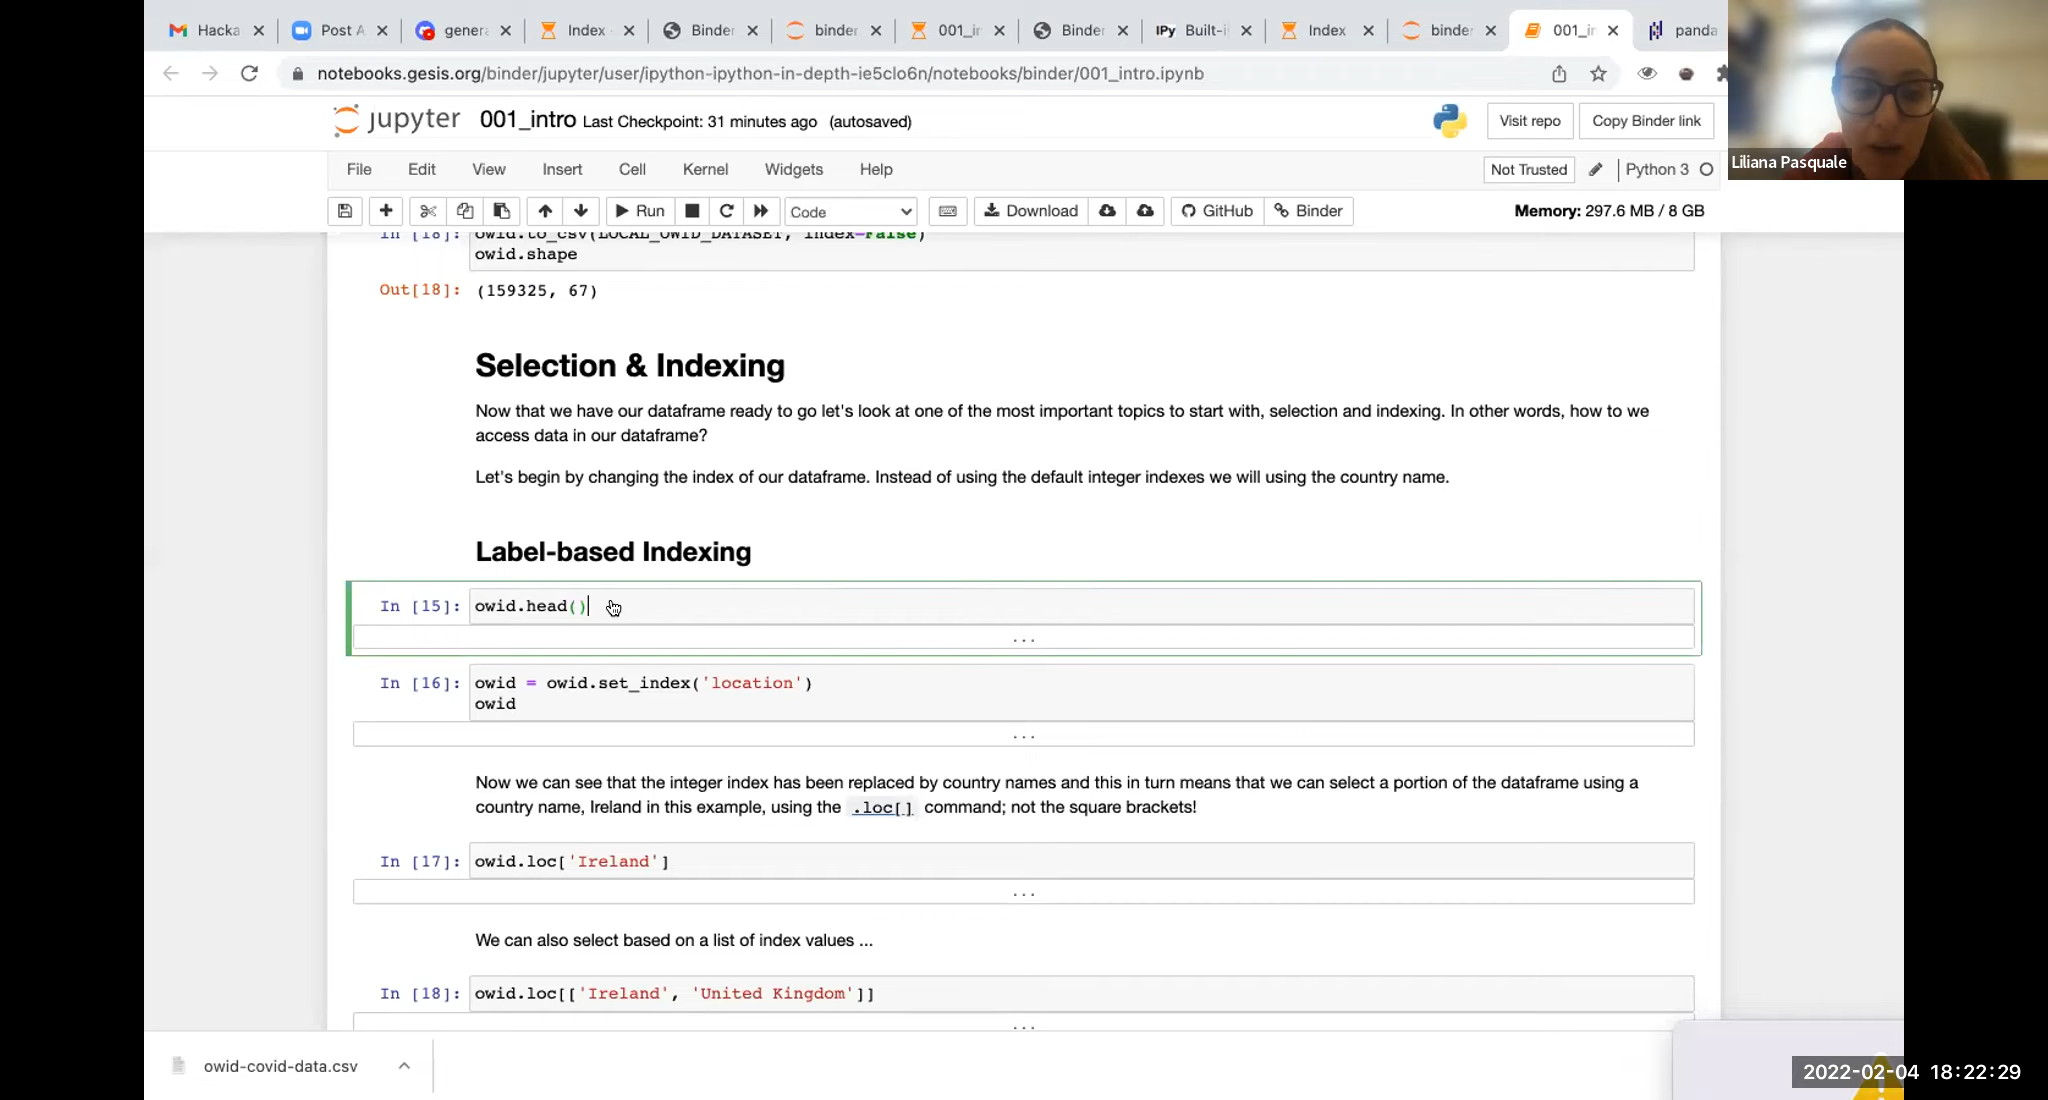 Hacka
Post A
genera
Index
Binder
binder
001_in
Binder
IPy Built-i
Index
binder
001_in
panda
notebooks.gesis.org/binder/jupyter/user/ipython-ipython-in-depth-ie5clo6n/notebooks/binder/001_intro.ipynb
Liliana Pasquale
jupyter 001_intro Last Checkpoint: 31 minutes ago (autosaved)
Visit repo Copy Binder link
File Edit View Insert Cell Kernel Widgets Help
Not Trusted Python 3
Run Code Download GitHub Binder Memory: 297.6 MB / 8 GB
In [18]: owid.to_csv(LOCAL_OWID_DATASET, index=False)
owid.shape
Out[18]: (159325, 67)
Selection & Indexing
Now that we have our dataframe ready to go let's look at one of the most important topics to start with, selection and indexing. In other words, how to we
access data in our dataframe?
Let's begin by changing the index of our dataframe. Instead of using the default integer indexes we will using the country name.
Label-based Indexing
In [15]: owid.head()
...
In [16]: owid = owid.set_index('location')
owid
...
Now we can see that the integer index has been replaced by country names and this in turn means that we can select a portion of the dataframe using a
country name, Ireland in this example, using the .loc[] command; not the square brackets!
In [17]: owid.loc['Ireland']
...
We can also select based on a list of index values ...
In [18]: owid.loc[['Ireland', 'United Kingdom']]
...
owid-covid-data.csv
2022-02-04 18:22:29